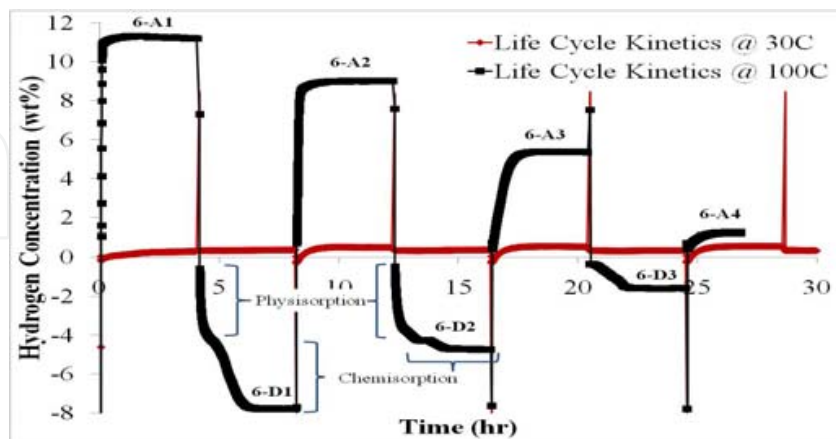 12
10
8
6
4
2
0
-2
-4
-6
-8
Hydrogen Concentration (wt%)
6-A1
6-A2
6-A3
6-A4
Life Cycle Kinetics @ 30C
Life Cycle Kinetics @ 100C
0 5 10 15 20 25 30
Physisorption
Chemisorption
6-D1
6-D2
6-D3
Time (hr)